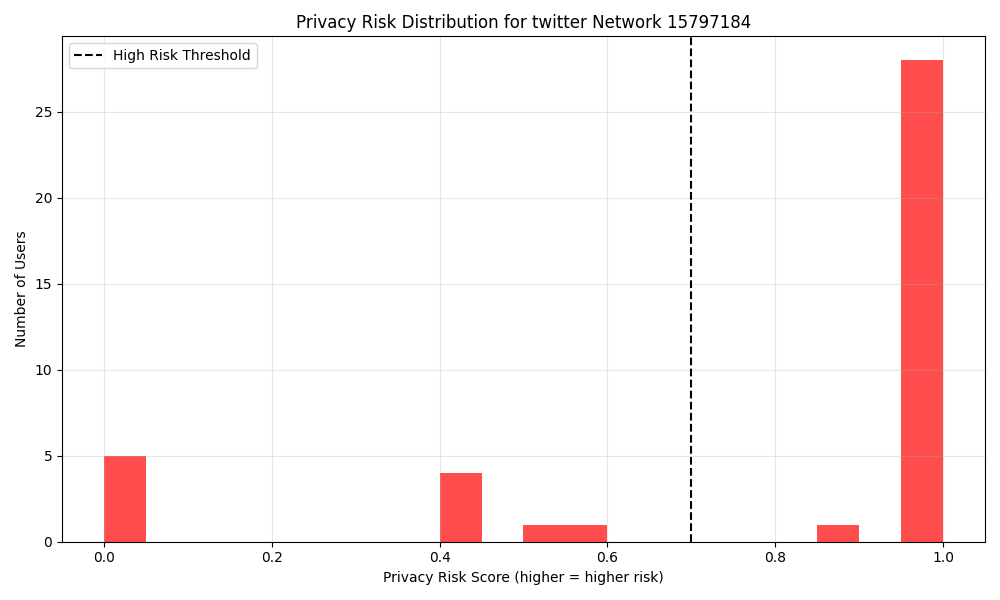 Privacy Risk Distribution for twitter Network 15797184
High Risk Threshold
Number of Users
25
20
15
10
5
0
0.0 0.2 0.4 0.6 0.8 1.0
Privacy Risk Score (higher = higher risk)